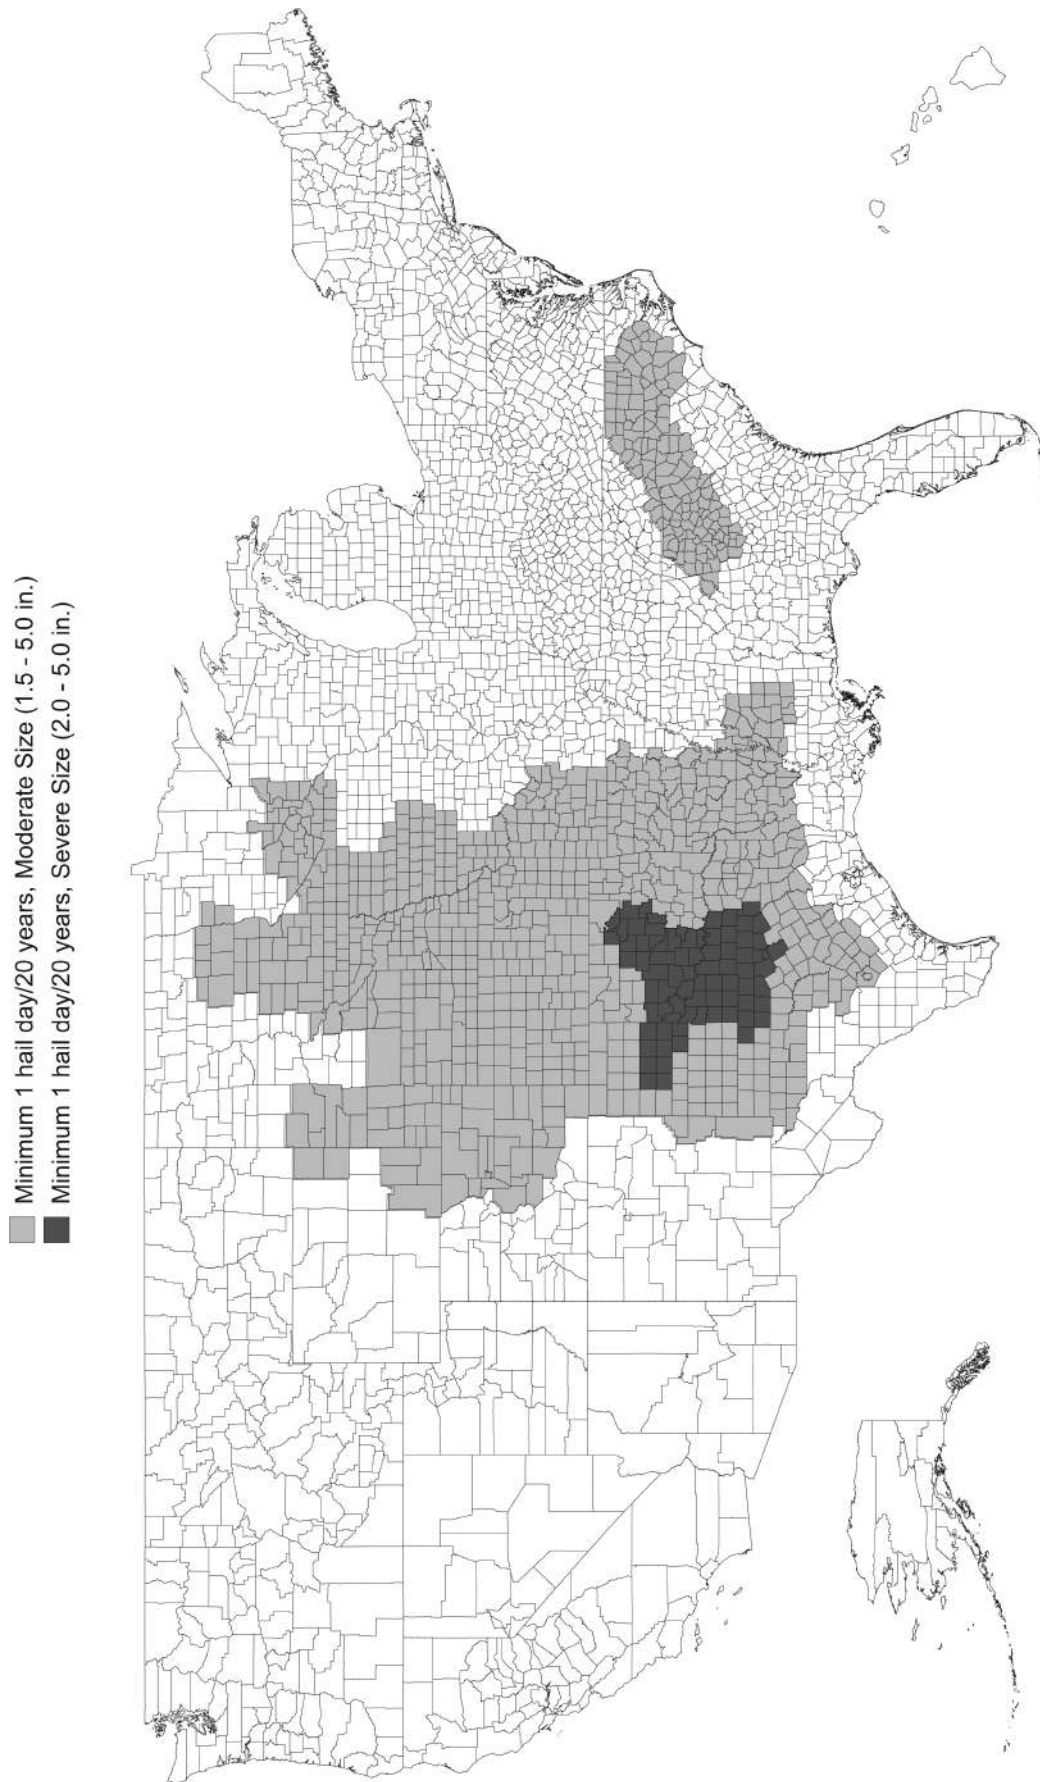 Minimum 1 hail day/20 years, Moderate Size (1.5 - 5.0 in.)
Minimum 1 hail day/20 years, Severe Size (2.0 - 5.0 in.)